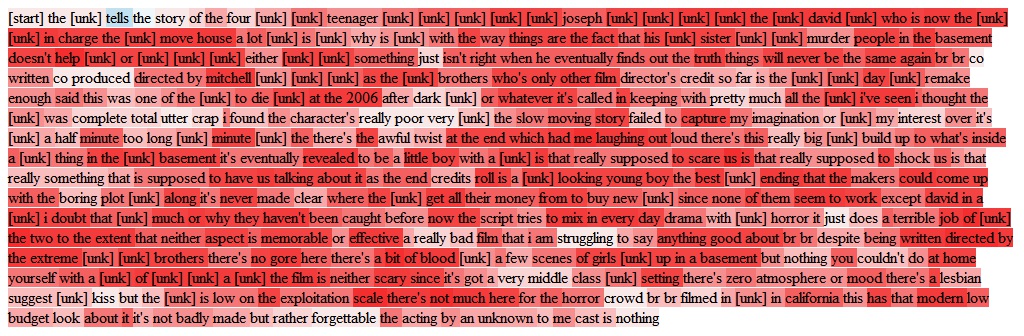 [start] the [unk] tells the story of the four [unk] [unk] teenager [unk] [unk] [unk] [unk] [unk] joseph [unk] [unk] [unk] [unk] the [unk] david [unk] who is now the [unk]
[unk] in charge the [unk] move house a lot [unk] is [unk] why is [unk] with the way things are the fact that his [unk] sister [unk] [unk] murder people in the basement
doesn't help [unk] or [unk] [unk] [unk] either [unk] [unk] something just isn't right when he eventually finds out the truth things will never be the same again br br co
written co produced directed by mitchell [unk] [unk] [unk] as the [unk] brothers who's only other film director's credit so far is the [unk] [unk] day [unk] remake
enough said this was one of the [unk] to die [unk] at the 2006 after dark [unk] or whatever it's called in keeping with pretty much all the [unk] i've seen i thought the
[unk] was complete total utter crap i found the character's really poor very [unk] the slow moving story failed to capture my imagination or [unk] my interest over it's
[unk] a half minute too long [unk] minute [unk] the there's the awful twist at the end which had me laughing out loud there's this really big [unk] build up to what's inside
a [unk] thing in the [unk] basement it's eventually revealed to be a little boy with a [unk] is that really supposed to scare us is that really supposed to shock us is that
really something that is supposed to have us talking about it as the end credits roll is a [unk] looking young boy the best [unk] ending that the makers could come up
with the boring plot [unk] along it's never made clear where the [unk] get all their money from to buy new [unk] since none of them seem to work except david in a
[unk] i doubt that [unk] much or why they haven't been caught before now the script tries to mix in every day drama with [unk] horror it just does a terrible job of [unk]
the two to the extent that neither aspect is memorable or effective a really bad film that i am struggling to say anything good about br br despite being written directed by
the extreme [unk] [unk] brothers there's no gore here there's a bit of blood [unk] a few scenes of girls [unk] up in a basement but nothing you couldn't do at home
yourself with a [unk] of [unk] [unk] a [unk] the film is neither scary since it's got a very middle class [unk] setting there's zero atmosphere or mood there's a lesbian
suggest [unk] kiss but the [unk] is low on the exploitation scale there's not much here for the horror crowd br br filmed in [unk] in california this has that modern low
budget look about it it's not badly made but rather forgettable the acting by an unknown to me cast is nothing